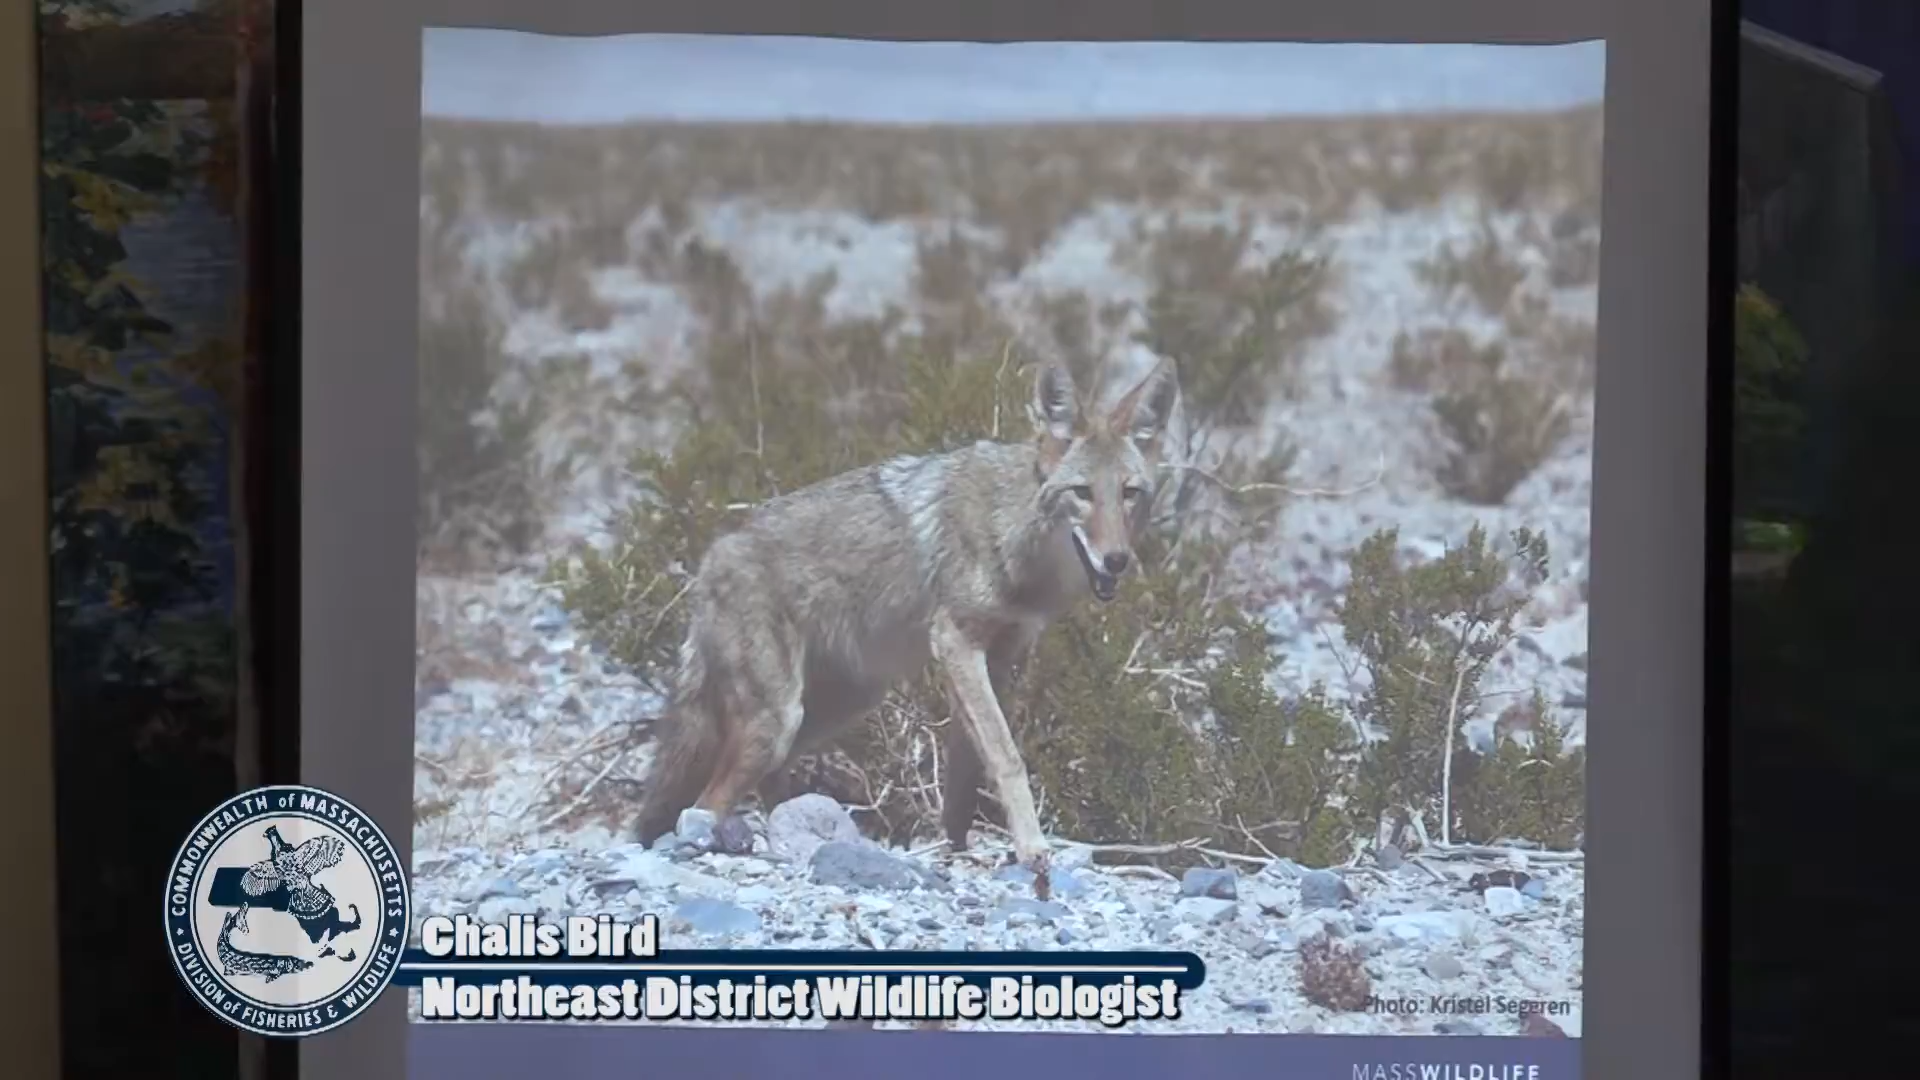 COMMONWEALTH of MASSACHUSETTS
DIVISION of FISHERIES & WILDLIFE
Chalis Bird
Northeast District Wildlife Biologist
Photo: Kristel Segeren
MASSWILDLIFE